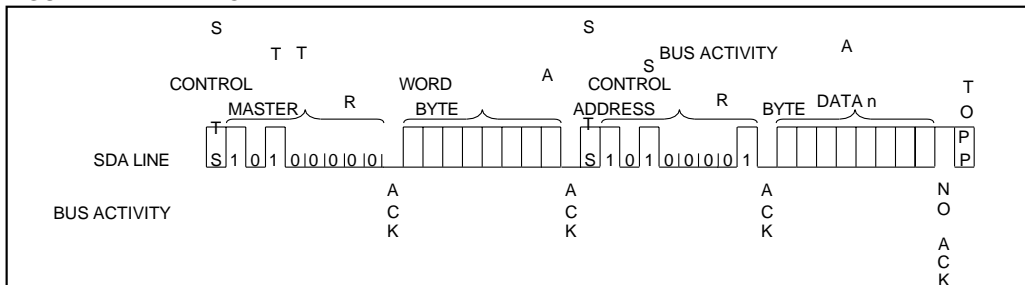 S S
T T BUS ACTIVITY A
CONTROL WORD A CONTROL S T
MASTER R BYTE T ADDRESS R BYTE DATA n O
T P
SDA LINE S 1 0 1 0 0 0 0 0 S 1 0 1 0 0 0 0 1 P
A A A N
BUS ACTIVITY C C C O
K K K
A
C
K